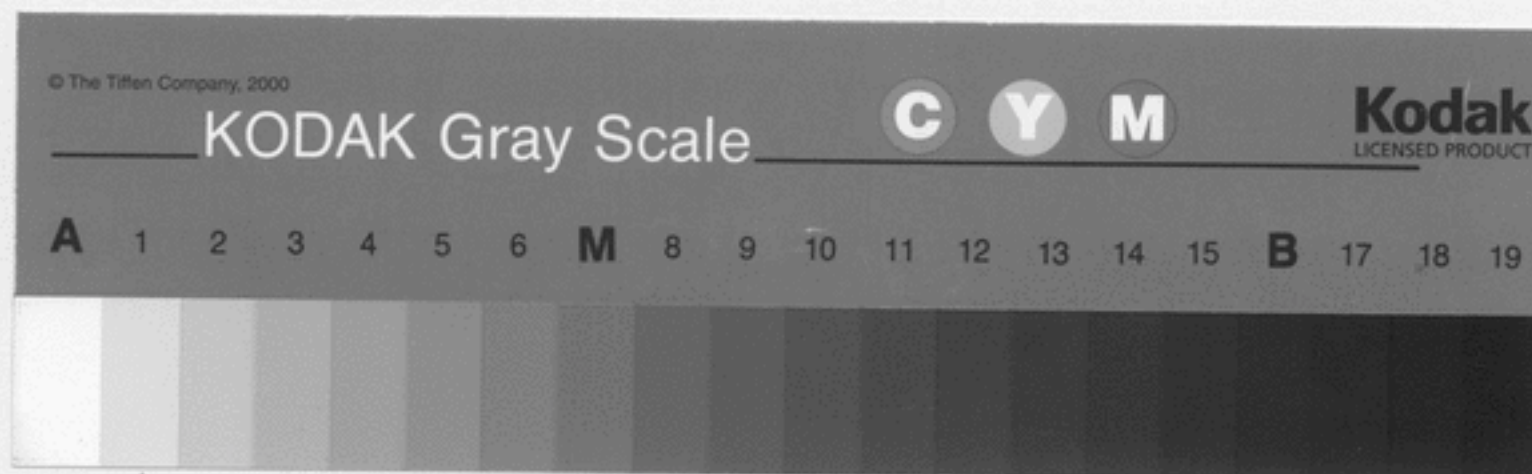 © The Tiffen Company, 2000
KODAK Gray Scale
C Y M
Kodak
LICENSED PRODUCT
A 1 2 3 4 5 6 M 8 9 10 11 12 13 14 15 B 17 18 19